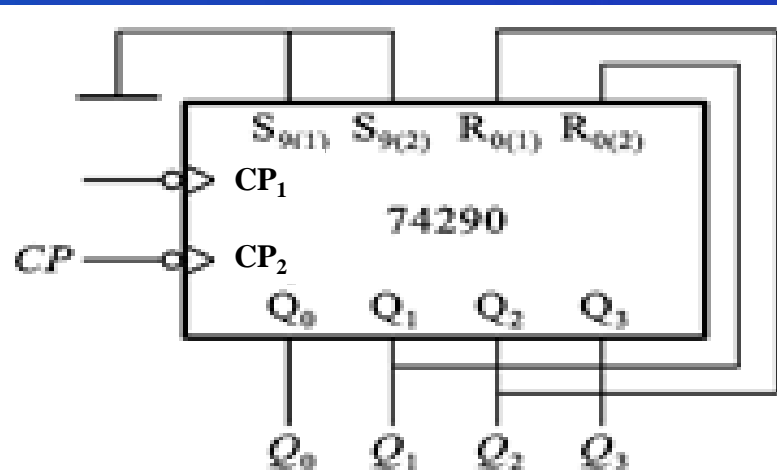 S₉₍₁₎ S₉₍₂₎ R₀₍₁₎ R₀₍₂₎
CP₁
74290
CP CP₂
Q₀ Q₁ Q₂ Q₃
Q₀ Q₁ Q₂ Q₃